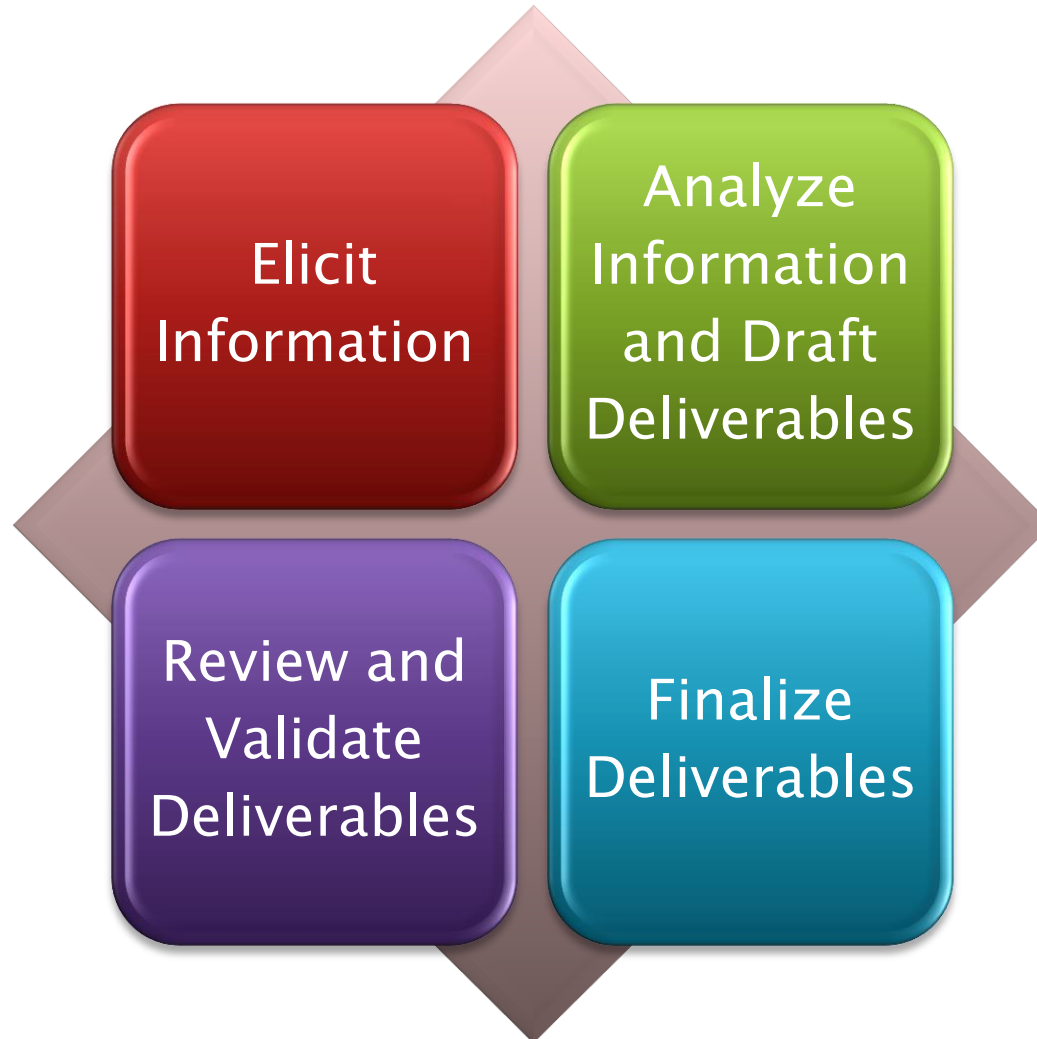 Elicit
Information
Analyze
Information
and Draft
Deliverables
Review and
Validate
Deliverables
Finalize
Deliverables